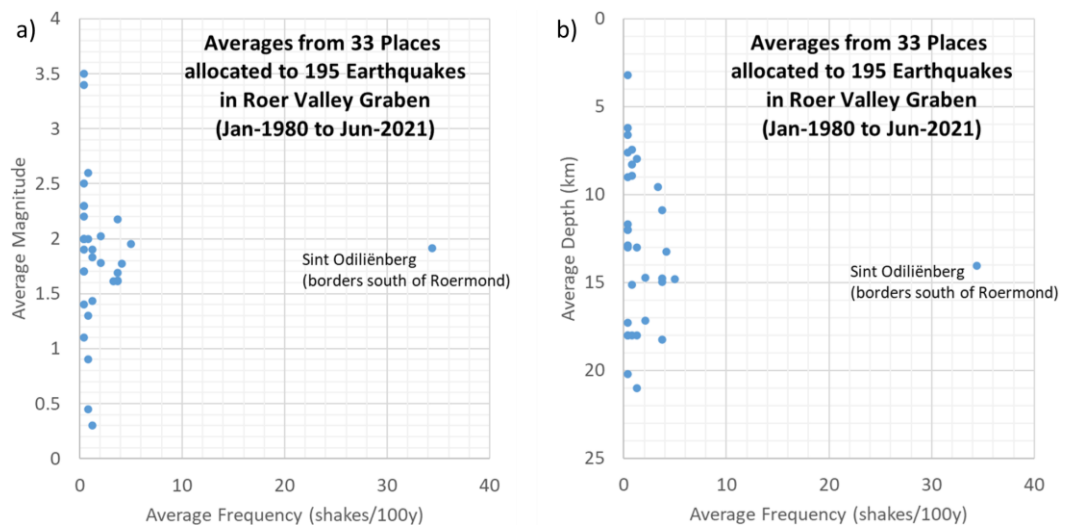 a)
Averages from 33 Places
allocated to 195 Earthquakes
in Roer Valley Graben
(Jan-1980 to Jun-2021)
4
3.5
3
2.5
2
1.5
1
0.5
0
Average Magnitude
Sint Odiliënberg
(borders south of Roermond)
0 10 20 30 40
Average Frequency (shakes/100y)
b)
Averages from 33 Places
allocated to 195 Earthquakes
in Roer Valley Graben
(Jan-1980 to Jun-2021)
0
5
10
15
20
25
Average Depth (km)
Sint Odiliënberg
(borders south of Roermond)
0 10 20 30 40
Average Frequency (shakes/100y)